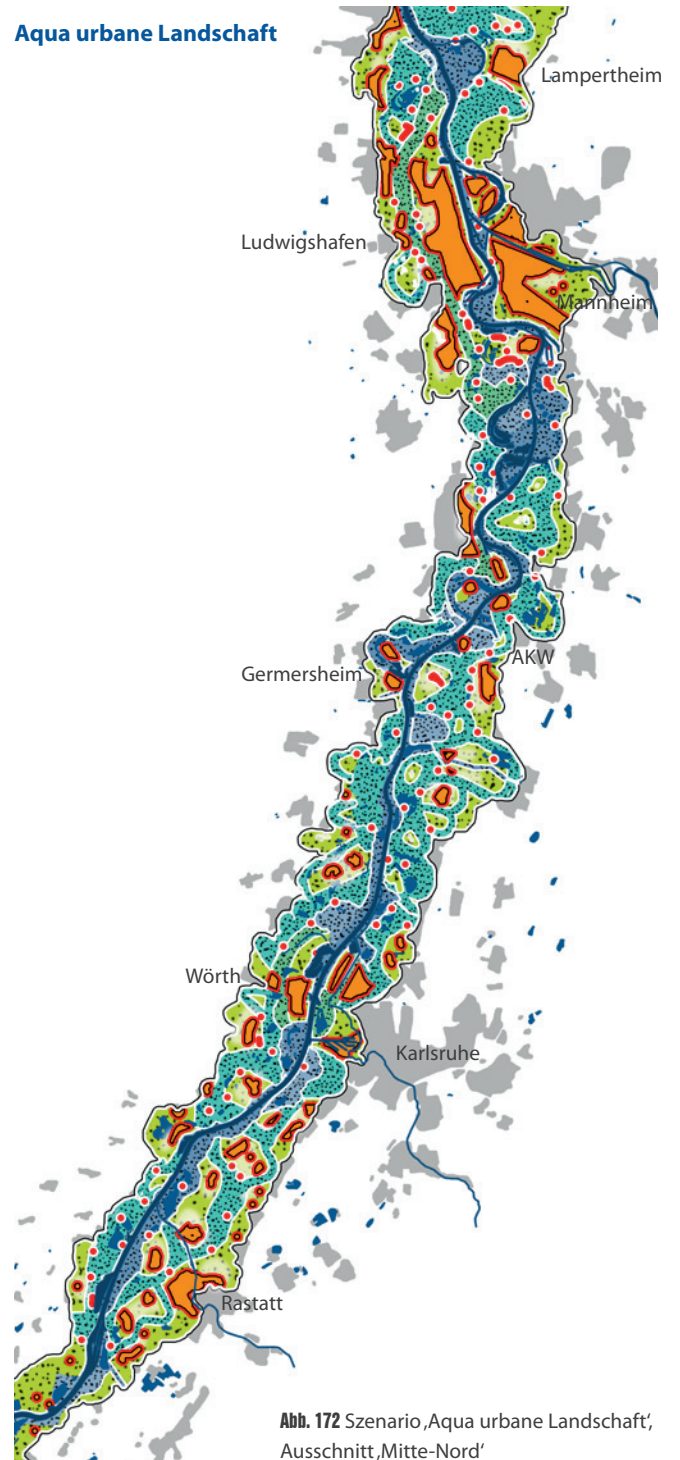 Aqua urbane Landschaft
Lampertheim
Ludwigshafen
Mannheim
Germersheim
AKW
Wörth
Karlsruhe
Rastatt
Abb. 172 Szenario ‚Aqua urbane Landschaft‘,
Ausschnitt ‚Mitte-Nord‘